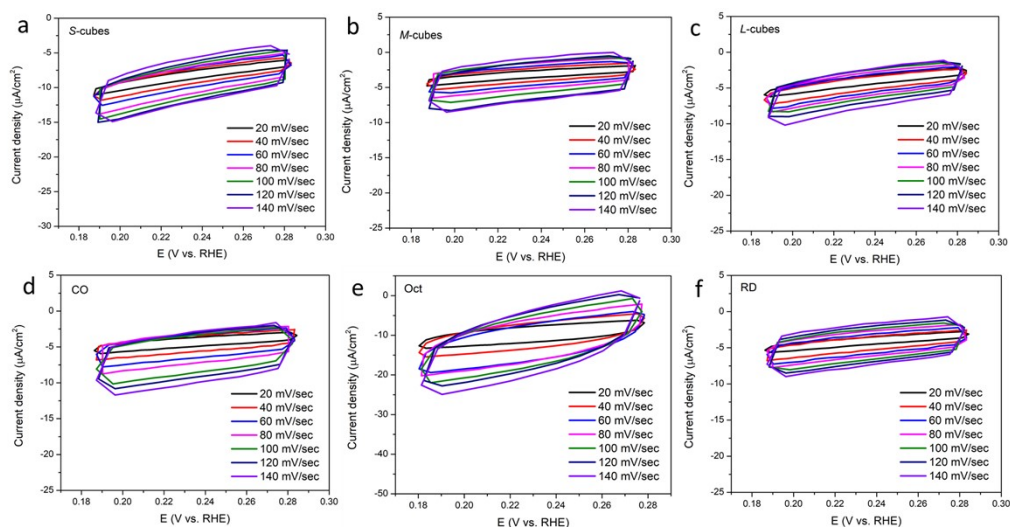 a
S-cubes
0
-5
-10
-15
-20
-25
-30
Current density (µA/cm²)
20 mV/sec
40 mV/sec
60 mV/sec
80 mV/sec
100 mV/sec
120 mV/sec
140 mV/sec
0.18 0.20 0.22 0.24 0.26 0.28 0.30
E (V vs. RHE)
b
M-cubes
5
0
-5
-10
-15
-20
-25
Current density (µA/cm²)
20 mV/sec
40 mV/sec
60 mV/sec
80 mV/sec
100 mV/sec
120 mV/sec
140 mV/sec
0.18 0.20 0.22 0.24 0.26 0.28 0.30
E (V vs. RHE)
c
L-cubes
5
0
-5
-10
-15
-20
-25
Current density (µA/cm²)
20 mV/sec
40 mV/sec
60 mV/sec
80 mV/sec
100 mV/sec
120 mV/sec
140 mV/sec
0.18 0.20 0.22 0.24 0.26 0.28 0.30
E (V vs. RHE)
d
CO
5
0
-5
-10
-15
-20
-25
Current density (µA/cm²)
20 mV/sec
40 mV/sec
60 mV/sec
80 mV/sec
100 mV/sec
120 mV/sec
140 mV/sec
0.18 0.20 0.22 0.24 0.26 0.28 0.30
E (V vs. RHE)
e
Oct
5
0
-10
-20
-30
-40
-50
Current density (µA/cm²)
20 mV/sec
40 mV/sec
60 mV/sec
80 mV/sec
100 mV/sec
120 mV/sec
140 mV/sec
0.18 0.20 0.22 0.24 0.26 0.28
E (V vs. RHE)
f
RD
5
0
-5
-10
-15
-20
-25
Current density (µA/cm²)
20 mV/sec
40 mV/sec
60 mV/sec
80 mV/sec
100 mV/sec
120 mV/sec
140 mV/sec
0.18 0.20 0.22 0.24 0.26 0.28 0.30
E (V vs. RHE)